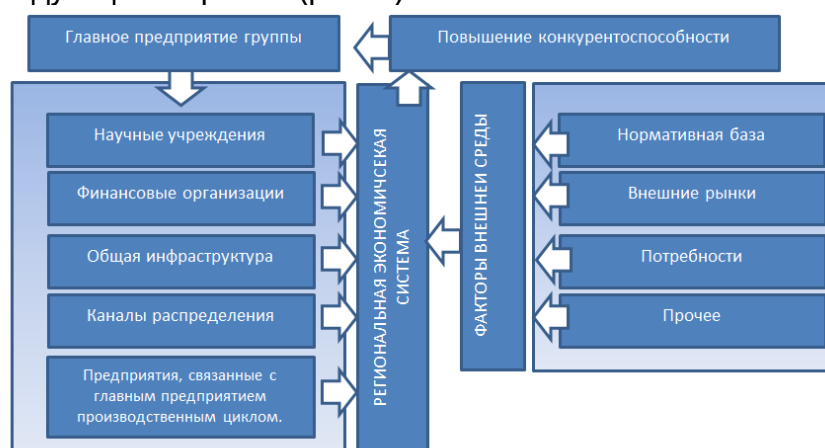 Главное предприятие группы
Повышение конкурентоспособности
Научные учреждения
Финансовые организации
Общая инфраструктура
Каналы распределения
Предприятия, связанные с
главным предприятием
производственным циклом.
РЕГИОНАЛЬНАЯ ЭКОНОМИЧСЕКАЯ
СИСТЕМА
ФАКТОРЫ ВНЕШНЕЙ СРЕДЫ
Нормативная база
Внешние рынки
Потребности
Прочее